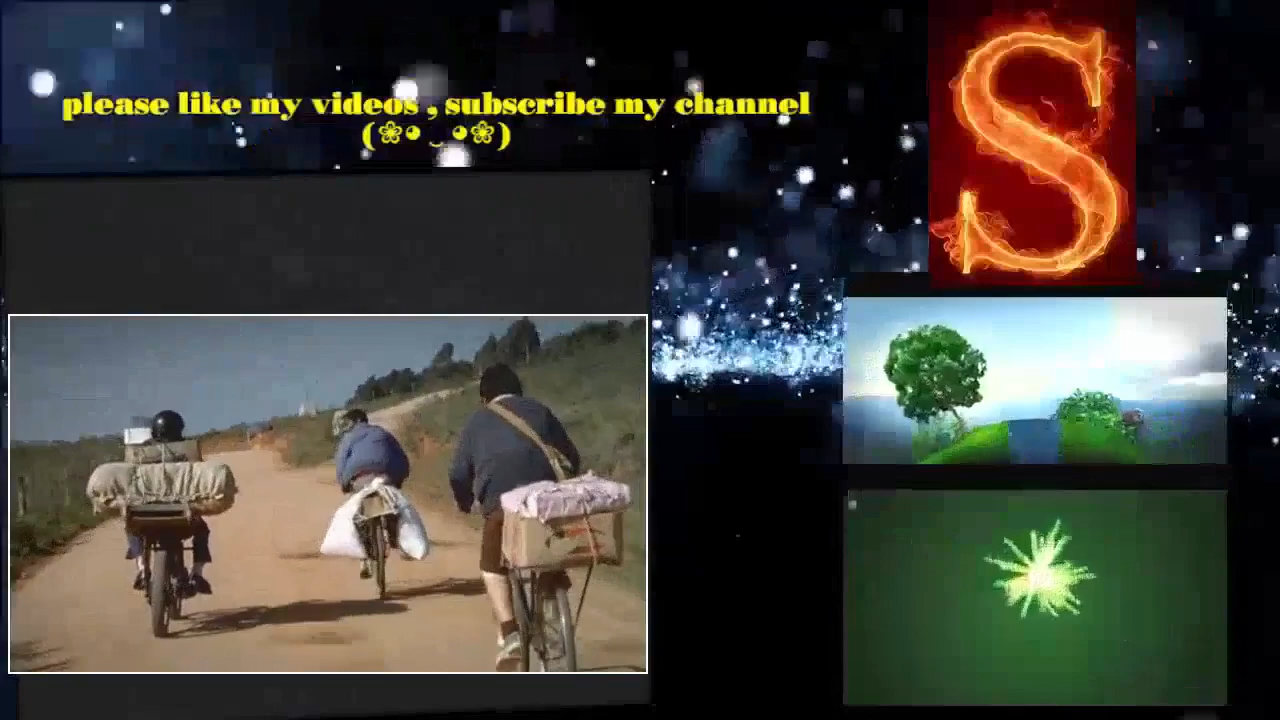 please like my videos , subscribe my channel
(❀◕ ‿ ◕❀)
S